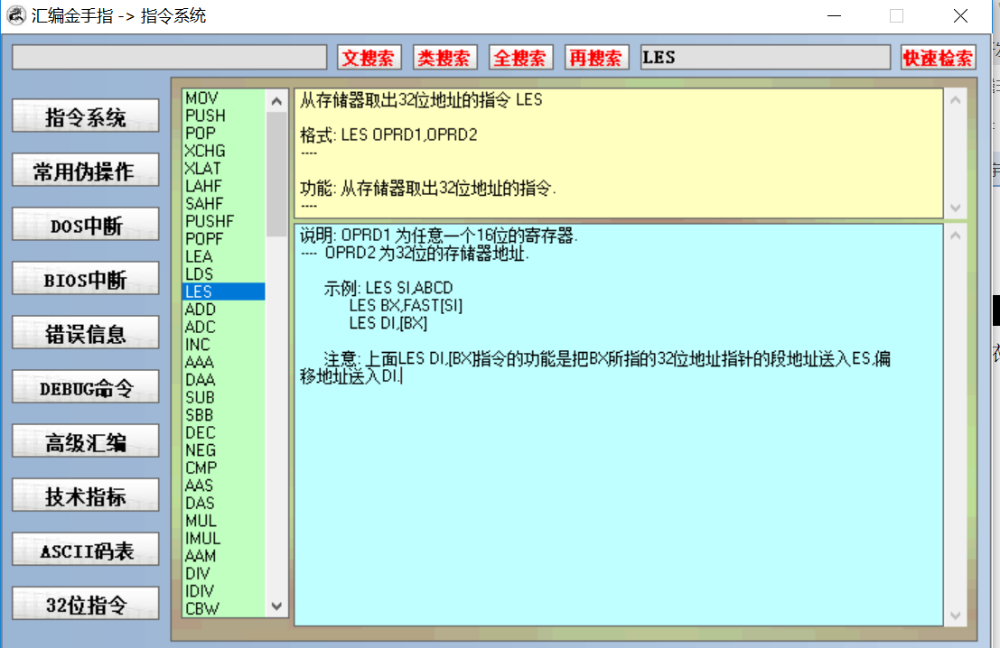 汇编金手指 -> 指令系统
文搜索 类搜索 全搜索 再搜索 LES 快速检索
指令系统
常用伪操作
DOS中断
BIOS中断
错误信息
DEBUG命令
高级汇编
技术指标
ASCII码表
32位指令
MOV
PUSH
POP
XCHG
XLAT
LAHF
SAHF
PUSHF
POPF
LEA
LDS
LES
ADD
ADC
INC
AAA
DAA
SUB
SBB
DEC
NEG
CMP
AAS
DAS
MUL
IMUL
AAM
DIV
IDIV
CBW
从存储器取出32位地址的指令 LES
格式: LES OPRD1,OPRD2
----
功能: 从存储器取出32位地址的指令.
----
说明: OPRD1 为任意一个16位的寄存器.
---- OPRD2 为32位的存储器地址.
示例: LES SI,ABCD
LES BX,FAST[SI]
LES DI,[BX]
注意: 上面LES DI,[BX]指令的功能是把BX所指的32位地址指针的段地址送入ES,偏
移地址送入DI.